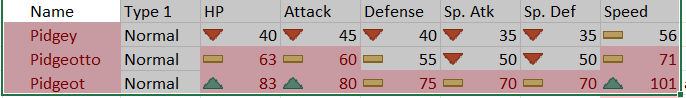 Name Type 1 HP Attack Defense Sp. Atk Sp. Def Speed
Pidgey Normal 40 45 40 35 35 56
Pidgeotto Normal 63 60 55 50 50 71
Pidgeot Normal 83 80 75 70 70 101